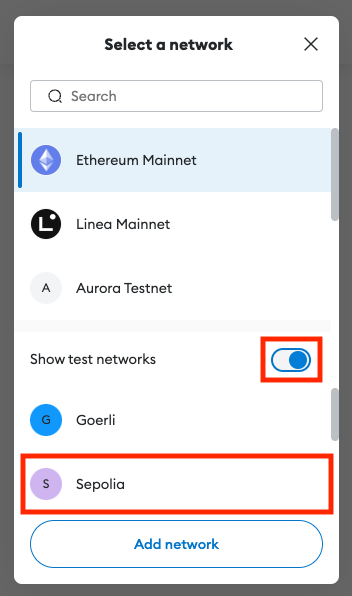 Select a network
Search
Ethereum Mainnet
L Linea Mainnet
A Aurora Testnet
Show test networks
G Goerli
S Sepolia
Add network